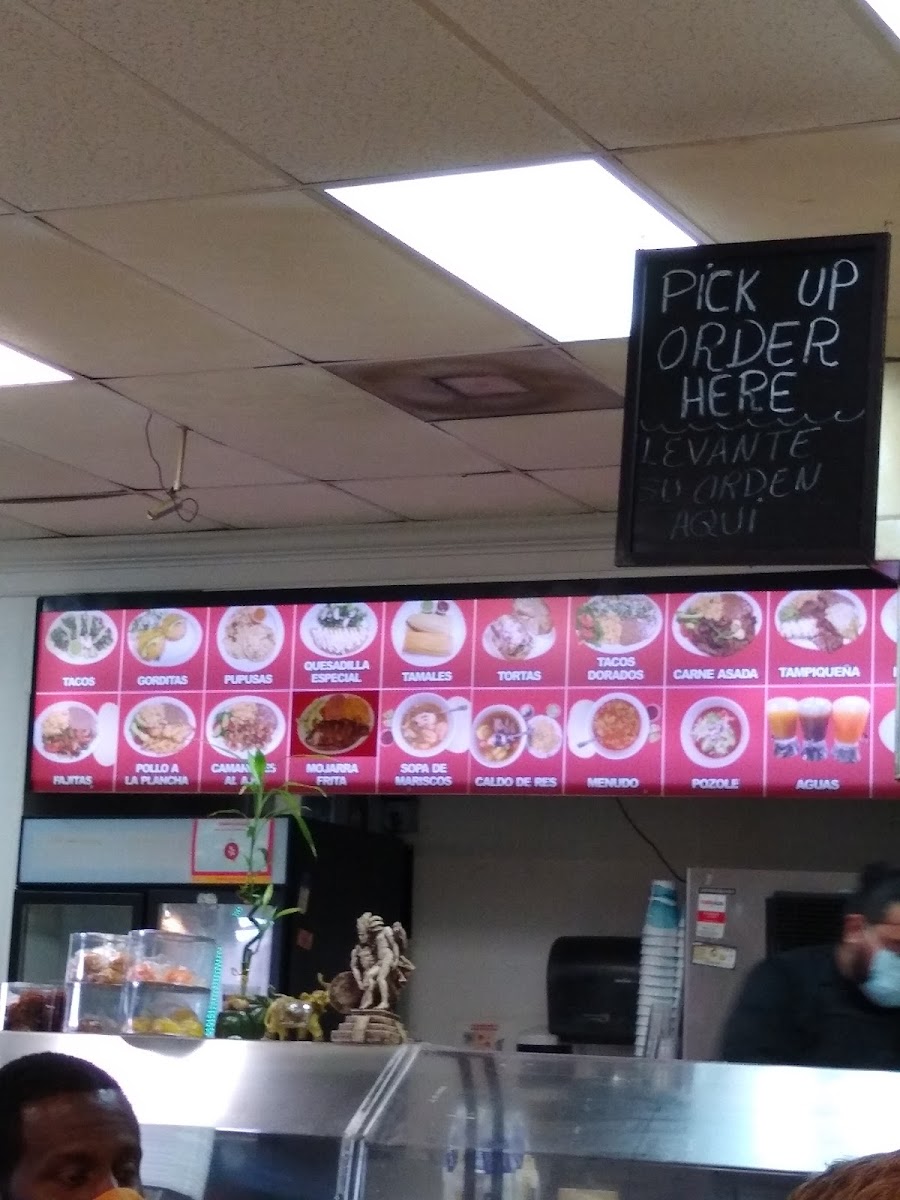 PICK UP
ORDER
HERE
LEVANTE
SU ORDEN
AQUI
TACOS
GORDITAS
PUPUSAS
QUESADILLA
ESPECIAL
TAMALES
TORTAS
TACOS
DORADOS
CARNE ASADA
TAMPIQUEÑA
FAJITAS
POLLO A
LA PLANCHA
AL
MOJARRA
FRITA
SOPA DE
MARISCOS
CALDO DE RES
MENUDO
POZOLE
AGUAS